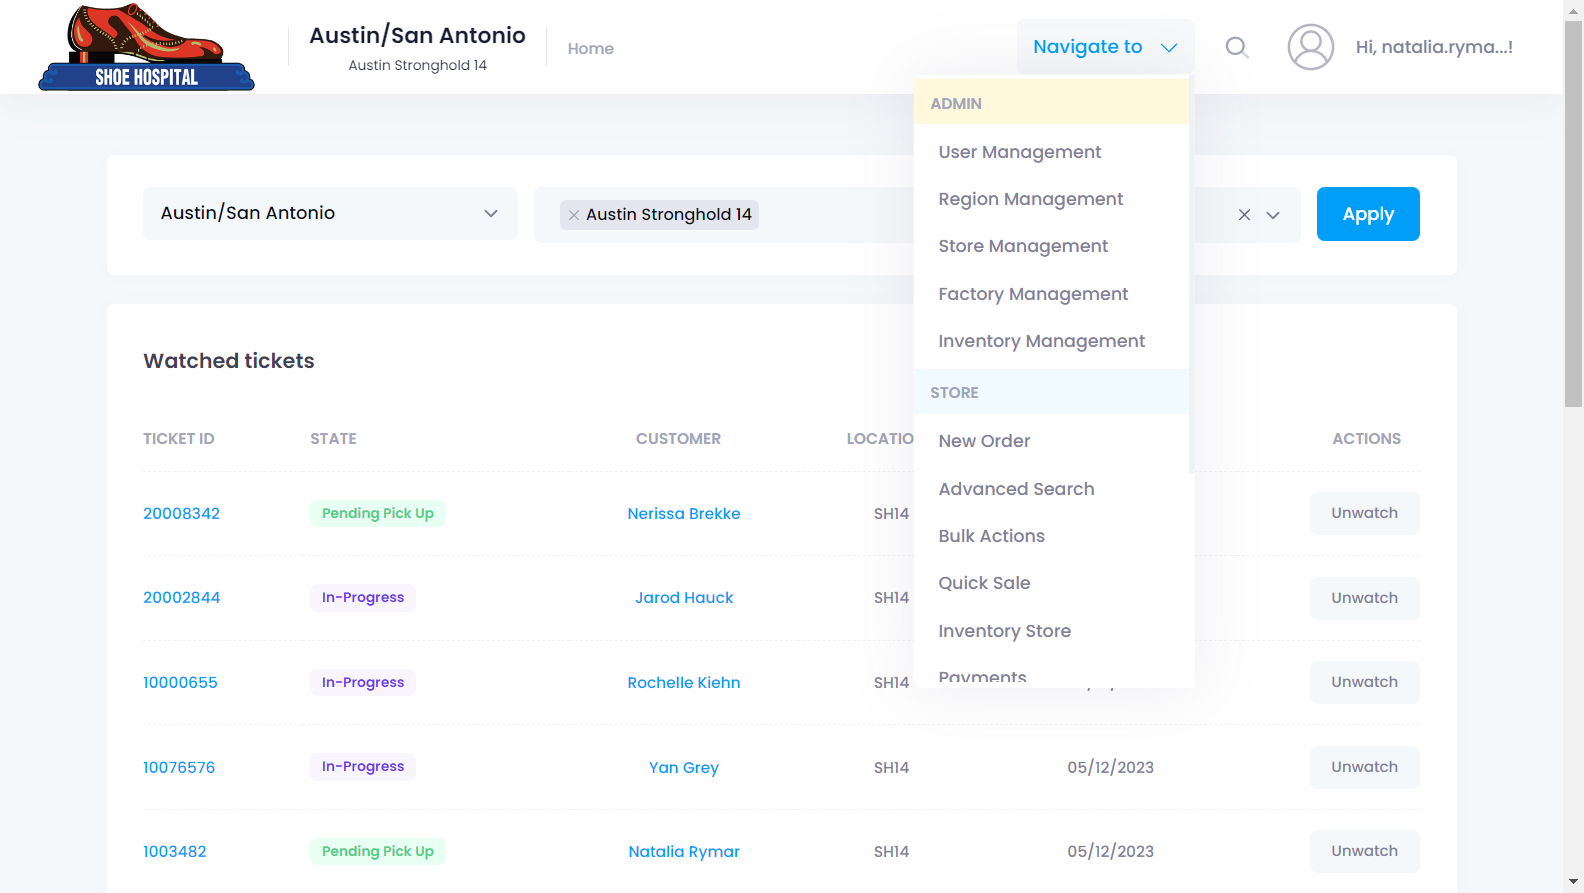 SHOE HOSPITAL
Austin/San Antonio
Austin Stronghold 14
Home
Navigate to
Hi, natalia.ryma...!
ADMIN
User Management
Region Management
Store Management
Factory Management
Inventory Management
STORE
New Order
Advanced Search
Bulk Actions
Quick Sale
Inventory Store
Payments
Austin/San Antonio
Austin Stronghold 14
Apply
Watched tickets
TICKET ID STATE CUSTOMER LOCATIO ACTIONS
20008342 Pending Pick Up Nerissa Brekke SH14 Unwatch
20002844 In-Progress Jarod Hauck SH14 Unwatch
10000655 In-Progress Rochelle Kiehn SH14 Unwatch
10076576 In-Progress Yan Grey SH14 05/12/2023 Unwatch
1003482 Pending Pick Up Natalia Rymar SH14 05/12/2023 Unwatch